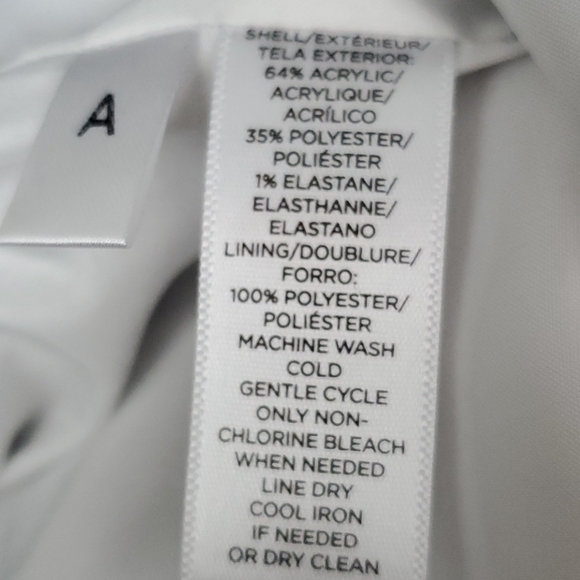 A
SHELL/EXTÉRIEUR/
TELA EXTERIOR:
64% ACRYLIC/
ACRYLIQUE/
ACRÍLICO
35% POLYESTER/
POLIÉSTER
1% ELASTANE/
ELASTHANNE/
ELASTANO
LINING/DOUBLURE/
FORRO:
100% POLYESTER/
POLIÉSTER
MACHINE WASH
COLD
GENTLE CYCLE
ONLY NON-
CHLORINE BLEACH
WHEN NEEDED
LINE DRY
COOL IRON
IF NEEDED
OR DRY CLEAN